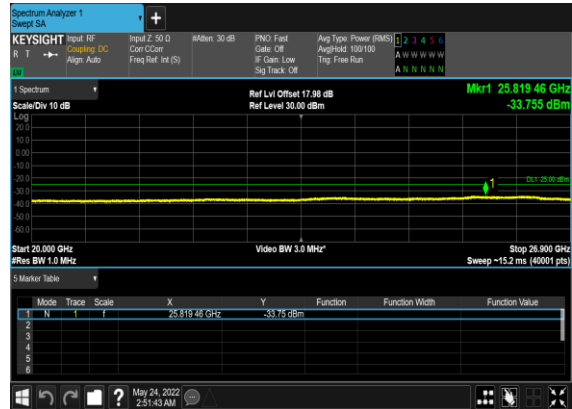 Spectrum Analyzer 1
Swept SA
+
KEYSIGHT Input: RF Input Z: 50 Ω #Atten: 30 dB PNO: Fast Avg Type: Power (RMS) 1 2 3 4 5 6
R T Coupling: DC Corr CCorr Gate: Off Avg|Hold: 100/100 A W W W W W
Align: Auto Freq Ref: Int (S) IF Gain: Low Trig: Free Run
Sig Track: Off A N N N N N
1 Spectrum Ref Lvl Offset 17.98 dB Mkr1 25.819 46 GHz
Scale/Div 10 dB Ref Level 30.00 dBm -33.755 dBm
Log
20.0
10.0
0.00
-10.0
-20.0 1 DL1 -25.00 dBm
-30.0
-40.0
-50.0
-60.0
Start 20.000 GHz Video BW 3.0 MHz* Stop 26.900 GHz
#Res BW 1.0 MHz Sweep ~15.2 ms (40001 pts)
5 Marker Table
Mode Trace Scale X Y Function Function Width Function Value
1 N 1 f 25.819 46 GHz -33.75 dBm
2
3
4
5
6
? May 24, 2022
2:51:43 AM